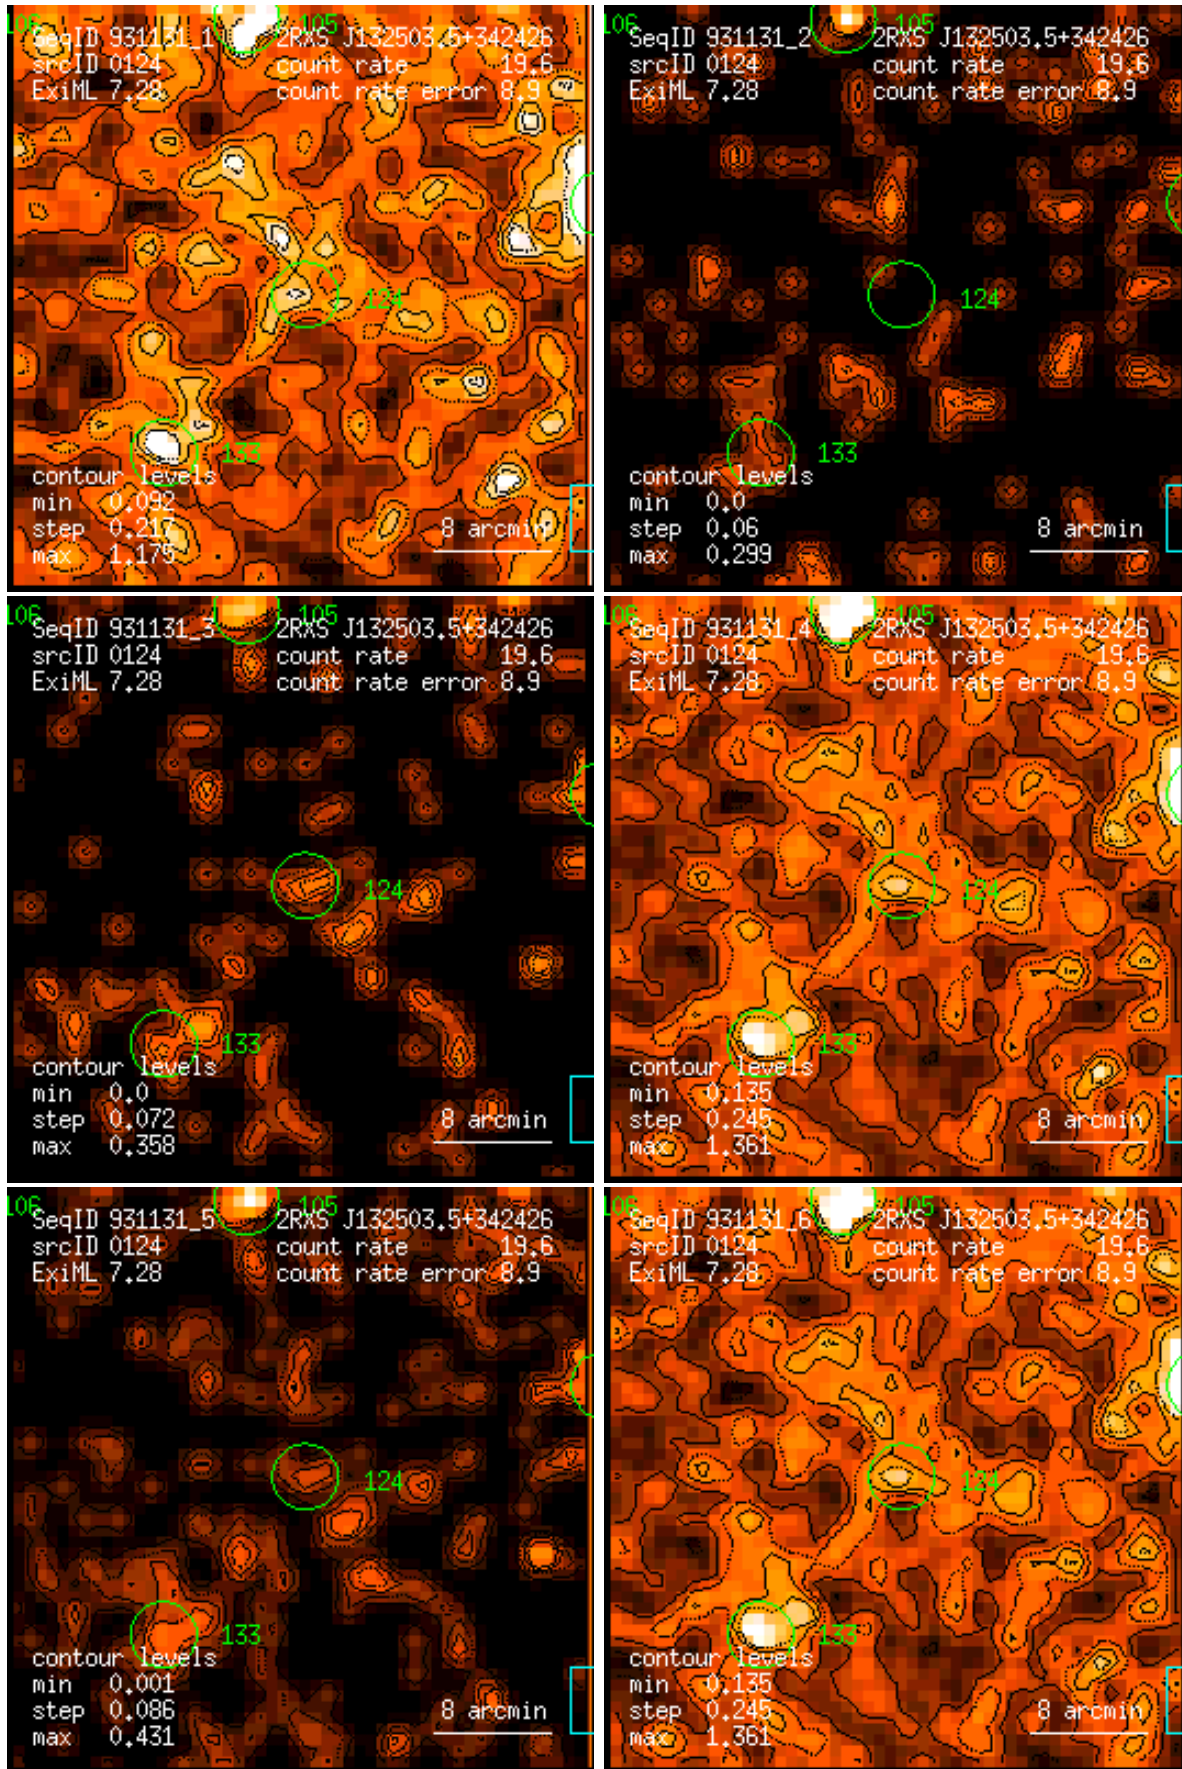 106 105
SeqID 931131_1 2RXS J132503.5+342426
srcID 0124 count rate 19.6
ExiML 7.28 count rate error 8.9
124
133
contour levels
min 0.092
step 0.217 8 arcmin
max 1.175
106 105
SeqID 931131_2 2RXS J132503.5+342426
srcID 0124 count rate 19.6
ExiML 7.28 count rate error 8.9
124
133
contour levels
min 0.0
step 0.06 8 arcmin
max 0.299
106 105
SeqID 931131_3 2RXS J132503.5+342426
srcID 0124 count rate 19.6
ExiML 7.28 count rate error 8.9
124
133
contour levels
min 0.0
step 0.072 8 arcmin
max 0.358
106 105
SeqID 931131_4 2RXS J132503.5+342426
srcID 0124 count rate 19.6
ExiML 7.28 count rate error 8.9
124
133
contour levels
min 0.135
step 0.245 8 arcmin
max 1.361
106 105
SeqID 931131_5 2RXS J132503.5+342426
srcID 0124 count rate 19.6
ExiML 7.28 count rate error 8.9
124
133
contour levels
min 0.001
step 0.086 8 arcmin
max 0.431
106 105
SeqID 931131_6 2RXS J132503.5+342426
srcID 0124 count rate 19.6
ExiML 7.28 count rate error 8.9
124
133
contour levels
min 0.135
step 0.245 8 arcmin
max 1.361